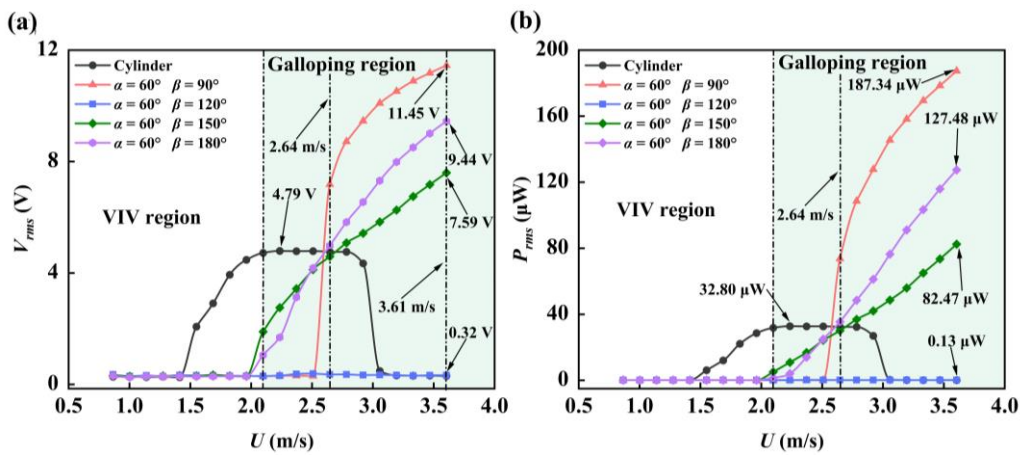 (a)
12
8
4
0
V_rms (V)
0.5 1.0 1.5 2.0 2.5 3.0 3.5 4.0
U (m/s)
Cylinder
α = 60° β = 90°
α = 60° β = 120°
α = 60° β = 150°
α = 60° β = 180°
Galloping region
VIV region
2.64 m/s
4.79 V
11.45 V
9.44 V
7.59 V
3.61 m/s
0.32 V
(b)
200
160
120
80
40
0
P_rms (μW)
0.5 1.0 1.5 2.0 2.5 3.0 3.5 4.0
U (m/s)
Cylinder
α = 60° β = 90°
α = 60° β = 120°
α = 60° β = 150°
α = 60° β = 180°
Galloping region
187.34 μW
127.48 μW
2.64 m/s
VIV region
32.80 μW
82.47 μW
0.13 μW